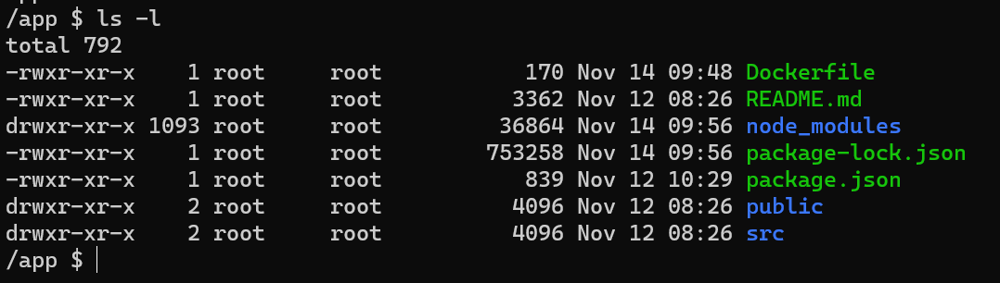 /app $ ls -l
total 792
-rwxr-xr-x    1 root     root           170 Nov 14 09:48 Dockerfile
-rwxr-xr-x    1 root     root          3362 Nov 12 08:26 README.md
drwxr-xr-x 1093 root     root         36864 Nov 14 09:56 node_modules
-rwxr-xr-x    1 root     root        753258 Nov 14 09:56 package-lock.json
-rwxr-xr-x    1 root     root           839 Nov 12 10:29 package.json
drwxr-xr-x    2 root     root          4096 Nov 12 08:26 public
drwxr-xr-x    2 root     root          4096 Nov 12 08:26 src
/app $